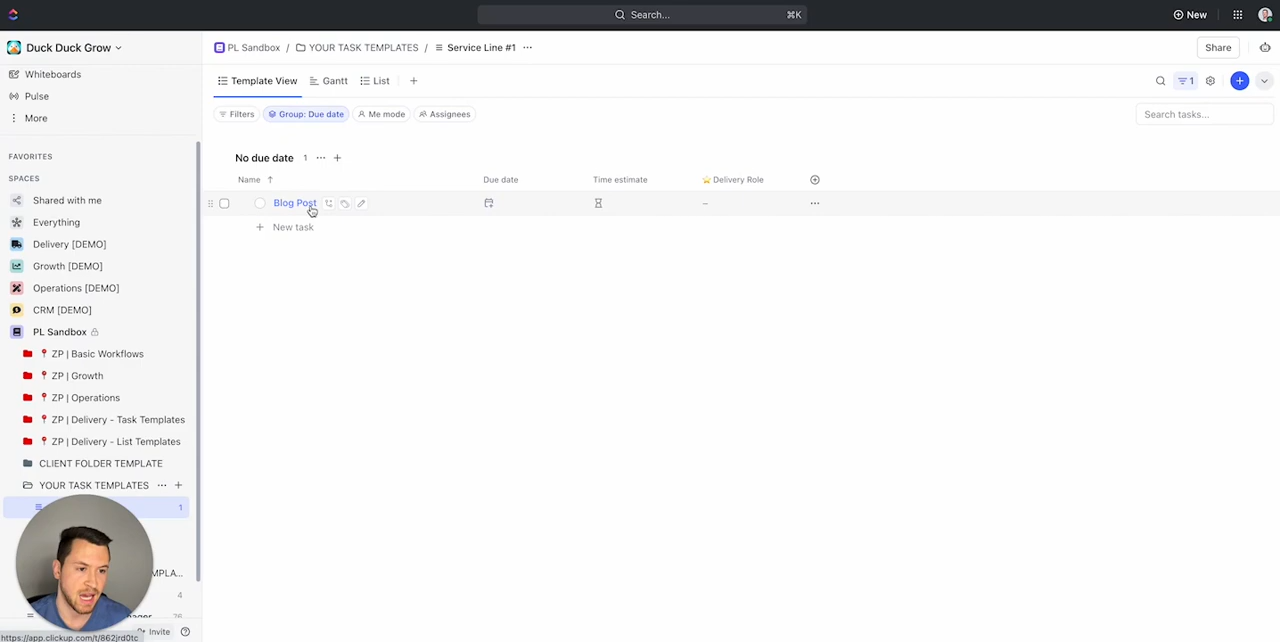 Search...
⌘K
New
Duck Duck Grow
PL Sandbox / YOUR TASK TEMPLATES / Service Line #1 ...
Share
Whiteboards
Pulse
More
Template View
Gantt
List
1
Filters
Group: Due date
Me mode
Assignees
Search tasks...
FAVORITES
SPACES
Shared with me
Everything
Delivery [DEMO]
Growth [DEMO]
Operations [DEMO]
CRM [DEMO]
PL Sandbox
ZP | Basic Workflows
ZP | Growth
ZP | Operations
ZP | Delivery - Task Templates
ZP | Delivery - List Templates
CLIENT FOLDER TEMPLATE
YOUR TASK TEMPLATES
1
4
Invite
No due date 1
Name
Due date
Time estimate
Delivery Role
Blog Post
–
New task
https://app.clickup.com/t/862jrd0tc